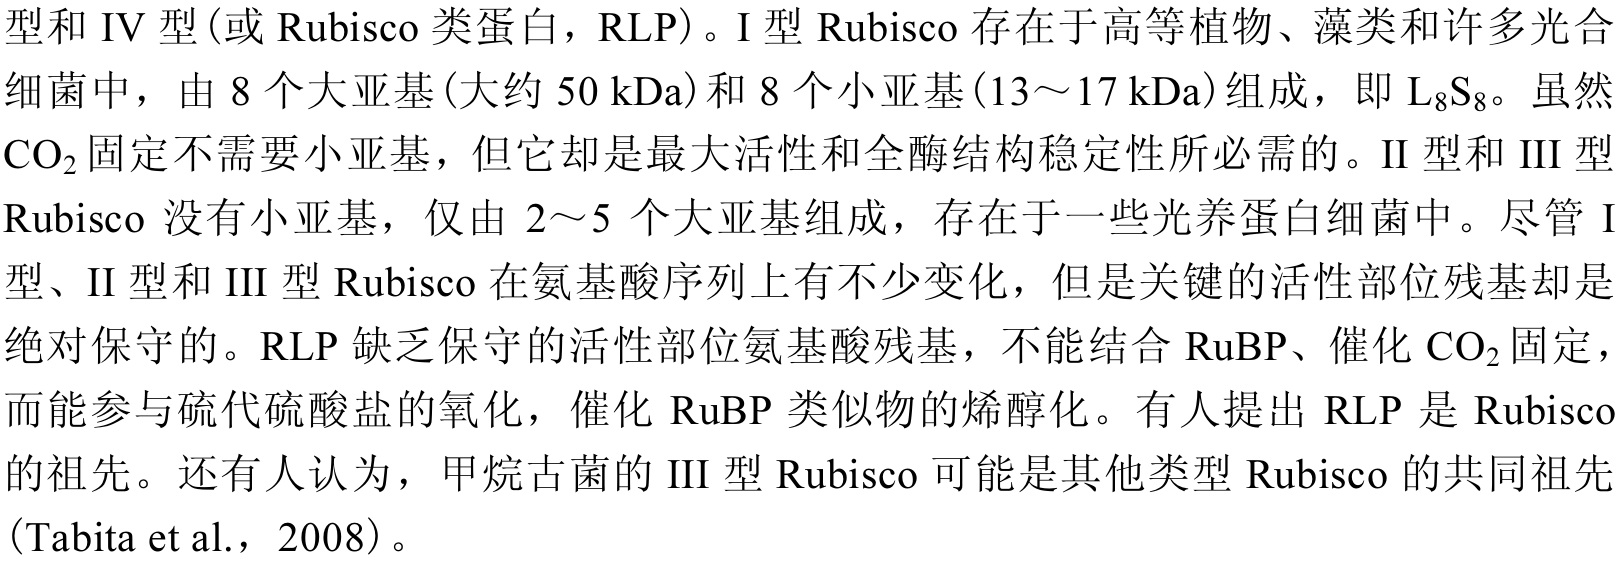 型和 IV 型(或 Rubisco 类蛋白，RLP)。I 型 Rubisco 存在于高等植物、藻类和许多光合
细菌中，由 8 个大亚基(大约 50 kDa)和 8 个小亚基(13～17 kDa)组成，即 L₈S₈。虽然
CO₂固定不需要小亚基，但它却是最大活性和全酶结构稳定性所必需的。II 型和 III 型
Rubisco 没有小亚基，仅由 2～5 个大亚基组成，存在于一些光养蛋白细菌中。尽管 I
型、II 型和 III 型 Rubisco 在氨基酸序列上有不少变化，但是关键的活性部位残基却是
绝对保守的。RLP 缺乏保守的活性部位氨基酸残基，不能结合 RuBP、催化 CO₂固定，
而能参与硫代硫酸盐的氧化，催化 RuBP 类似物的烯醇化。有人提出 RLP 是 Rubisco
的祖先。还有人认为，甲烷古菌的 III 型 Rubisco 可能是其他类型 Rubisco 的共同祖先
(Tabita et al.，2008)。